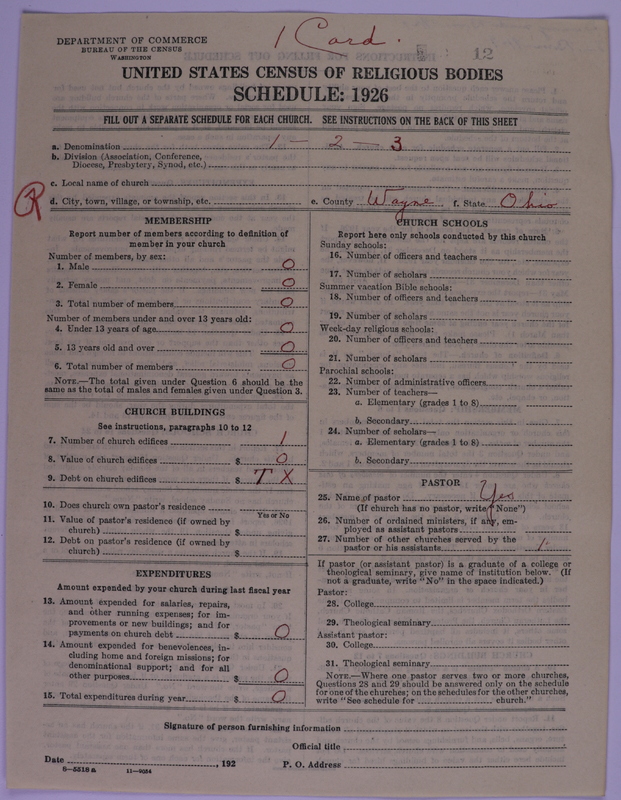 1 Card.
12
DEPARTMENT OF COMMERCE
BUREAU OF THE CENSUS
WASHINGTON
UNITED STATES CENSUS OF RELIGIOUS BODIES
SCHEDULE: 1926
FILL OUT A SEPARATE SCHEDULE FOR EACH CHURCH. SEE INSTRUCTIONS ON THE BACK OF THIS SHEET
a. Denomination 1 — 2 — 3
b. Division (Association, Conference,
Diocese, Presbytery, Synod, etc.)
c. Local name of church
R d. City, town, village, or township, etc. e. County Wayne f. State Ohio
MEMBERSHIP
Report number of members according to definition of
member in your church
Number of members, by sex:
1. Male 0
2. Female 0
3. Total number of members 0
Number of members under and over 13 years old:
4. Under 13 years of age 0
5. 13 years old and over 0
6. Total number of members 0
NOTE.—The total given under Question 6 should be the
same as the total of males and females given under Question 3.
CHURCH BUILDINGS
See instructions, paragraphs 10 to 12
7. Number of church edifices 1
8. Value of church edifices $ 0
9. Debt on church edifices $ T X
10. Does church own pastor's residence
Yes or No
11. Value of pastor's residence (if owned by
church) $
12. Debt on pastor's residence (if owned by
church) $
EXPENDITURES
Amount expended by your church during last fiscal year
13. Amount expended for salaries, repairs,
and other running expenses; for im-
provements or new buildings; and for
payments on church debt $ 0
14. Amount expended for benevolences, in-
cluding home and foreign missions; for
denominational support; and for all
other purposes $ 0
15. Total expenditures during year $ 0
CHURCH SCHOOLS
Report here only schools conducted by this church
Sunday schools:
16. Number of officers and teachers
17. Number of scholars
Summer vacation Bible schools:
18. Number of officers and teachers
19. Number of scholars
Week-day religious schools:
20. Number of officers and teachers
21. Number of scholars
Parochial schools:
22. Number of administrative officers
23. Number of teachers—
a. Elementary (grades 1 to 8)
b. Secondary
24. Number of scholars—
a. Elementary (grades 1 to 8)
b. Secondary
PASTOR
25. Name of pastor Yes
(If church has no pastor, write "None")
26. Number of ordained ministers, if any, em-
ployed as assistant pastors
27. Number of other churches served by the
pastor or his assistants 1
If pastor (or assistant pastor) is a graduate of a college or
theological seminary, give name of institution below. (If
not a graduate, write "No" in the space indicated.)
Pastor:
28. College
29. Theological seminary
Assistant pastor:
30. College
31. Theological seminary
NOTE.—Where one pastor serves two or more churches,
Questions 28 and 29 should be answered only on the schedule
for one of the churches; on the schedules for the other churches,
write "See schedule for church."
Signature of person furnishing information
Official title
Date , 192 P. O. Address
6—5518 a 11—9034